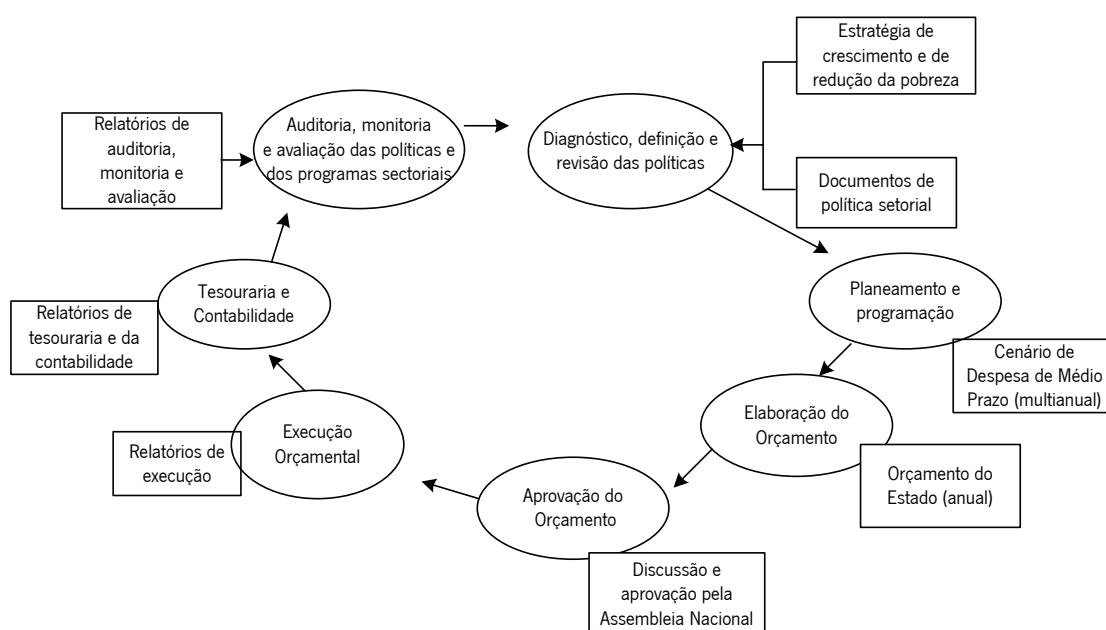 Estratégia de
crescimento e de
redução da pobreza
Relatórios de
auditoria,
monitoria e
avaliação
Auditoria, monitoria
e avaliação das políticas e
dos programas sectoriais
Diagnóstico, definição e
revisão das políticas
Documentos de
política setorial
Planeamento e
programação
Cenário de
Despesa de Médio
Prazo (multianual)
Elaboração do
Orçamento
Orçamento do
Estado (anual)
Aprovação do
Orçamento
Discussão e
aprovação pela
Assembleia Nacional
Execução
Orçamental
Relatórios de
execução
Tesouraria e
Contabilidade
Relatórios de
tesouraria e da
contabilidade